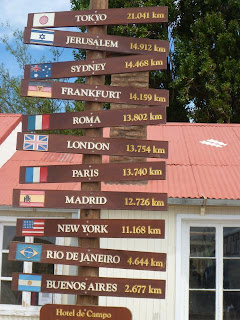 TOKYO 21.041 km
JERUSALEM 14.912 km
SYDNEY 14.468 km
FRANKFURT 14.159 km
ROMA 13.802 km
LONDON 13.754 km
PARIS 13.740 km
MADRID 12.726 km
NEW YORK 11.168 km
RIO DE JANEIRO 4.644 km
BUENOS AIRES 2.677 km
Hotel de Campo